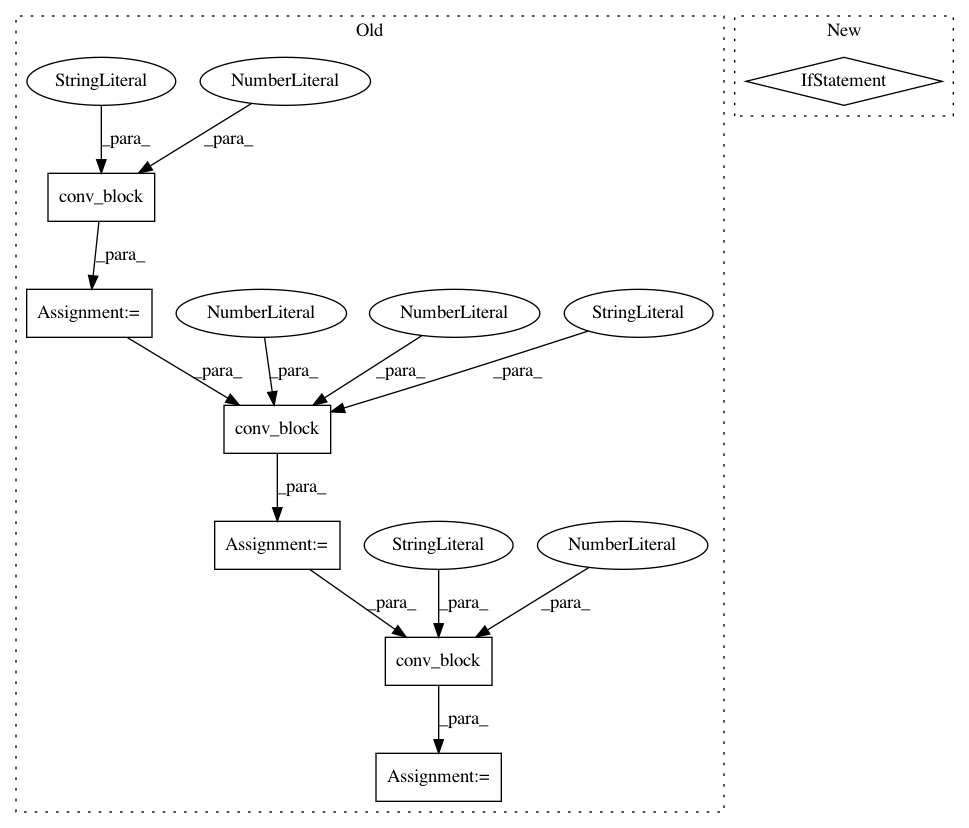 Old
New
StringLiteral
NumberLiteral
IfStatement
_para_
_para_
conv_block
_para_
Assignment:=
NumberLiteral
NumberLiteral
StringLiteral
_para_
_para_
_para_
_para_
conv_block
_para_
Assignment:=
StringLiteral
NumberLiteral
_para_
_para_
_para_
conv_block
_para_
Assignment:=